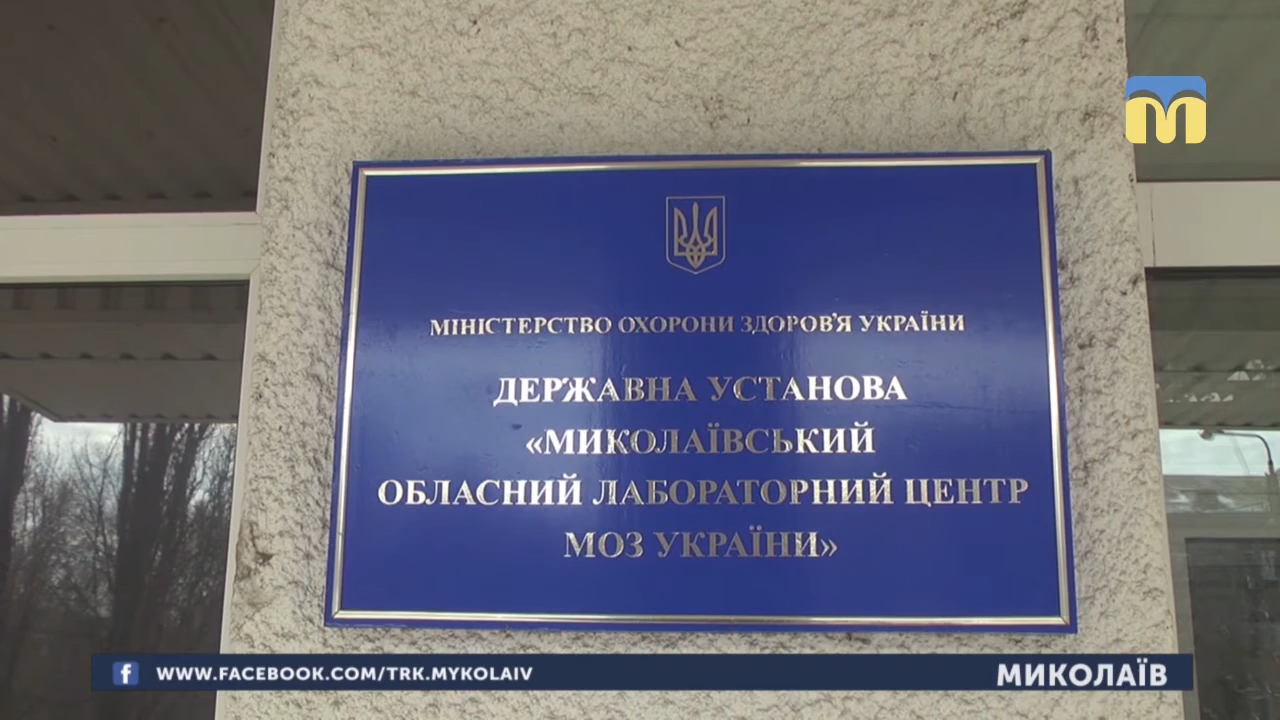 M
МІНІСТЕРСТВО ОХОРОНИ ЗДОРОВ'Я УКРАЇНИ
ДЕРЖАВНА УСТАНОВА
«МИКОЛАЇВСЬКИЙ
ОБЛАСНИЙ ЛАБОРАТОРНИЙ ЦЕНТР
МОЗ УКРАЇНИ»
f WWW.FACEBOOK.COM/TRK.MYKOLAIV
МИКОЛАЇВ